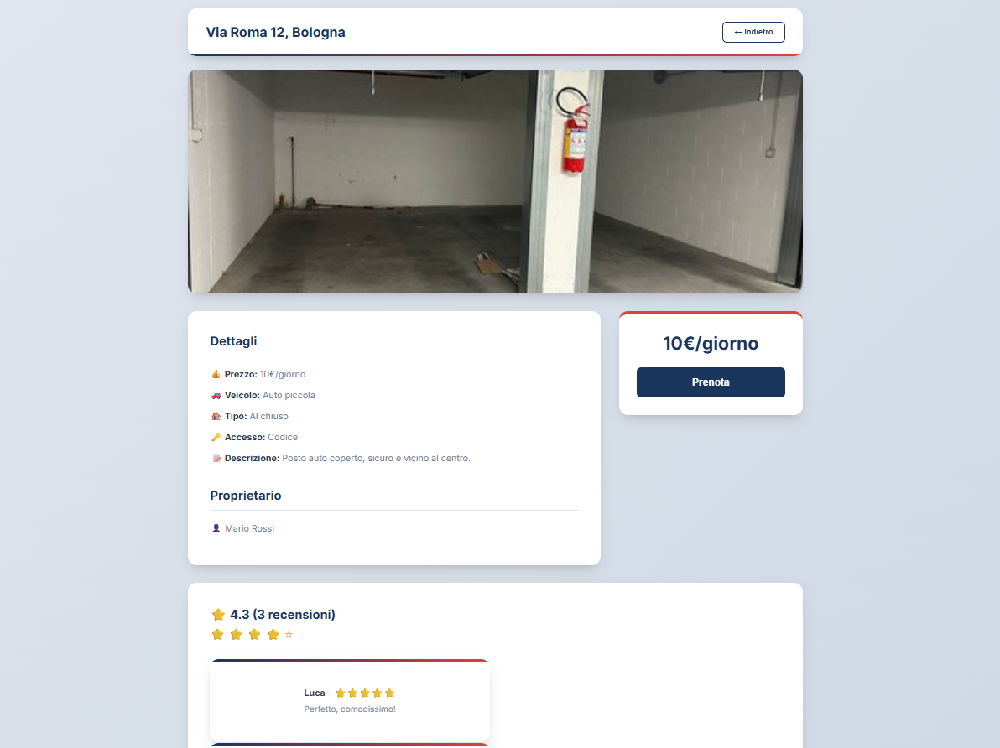 Via Roma 12, Bologna
← Indietro
Dettagli
💰 Prezzo: 10€/giorno
🚗 Veicolo: Auto piccola
🏠 Tipo: Al chiuso
🔑 Accesso: Codice
📝 Descrizione: Posto auto coperto, sicuro e vicino al centro.
Proprietario
👤 Mario Rossi
10€/giorno
Prenota
⭐ 4.3 (3 recensioni)
⭐ ⭐ ⭐ ⭐ ☆
Luca - ⭐⭐⭐⭐⭐
Perfetto, comodissimo!